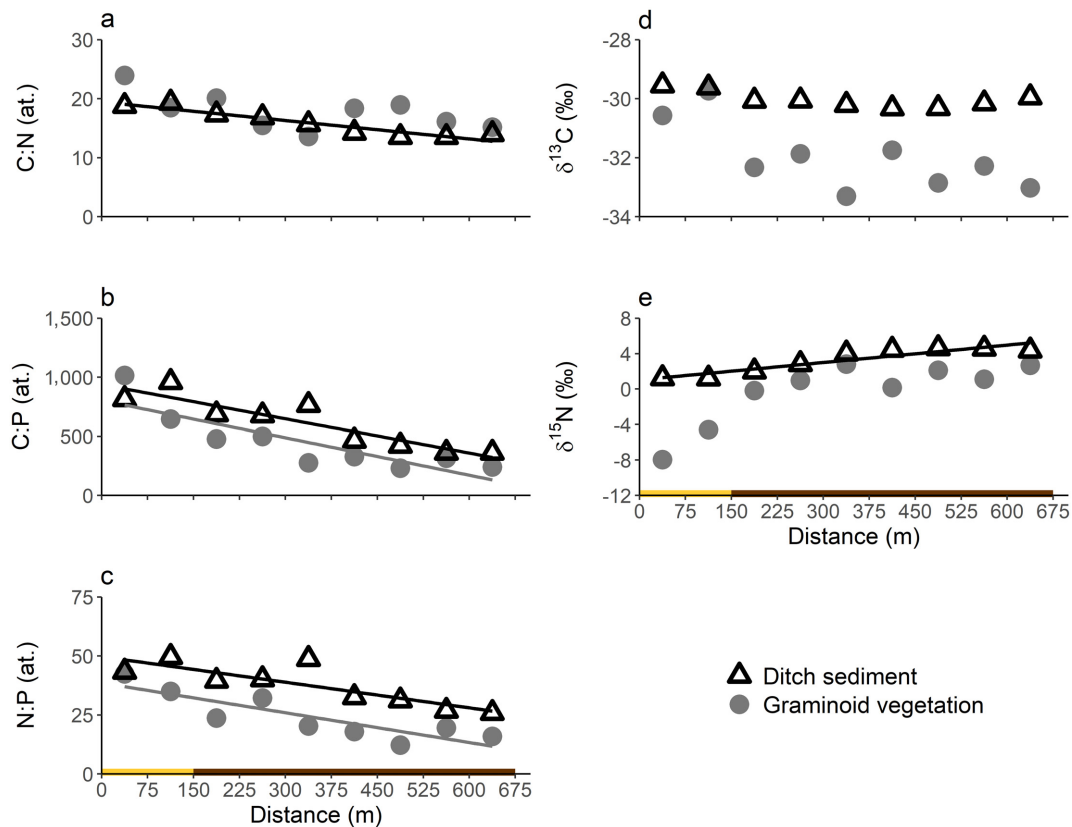 a
30
20
10
0
C:N (at.)
b
1,500
1,000
500
0
C:P (at.)
c
75
50
25
0
N:P (at.)
0 75 150 225 300 375 450 525 600 675
Distance (m)
d
-28
-30
-32
-34
δ¹³C (‰)
e
8
4
0
-4
-8
-12
δ¹⁵N (‰)
0 75 150 225 300 375 450 525 600 675
Distance (m)
Ditch sediment
Graminoid vegetation